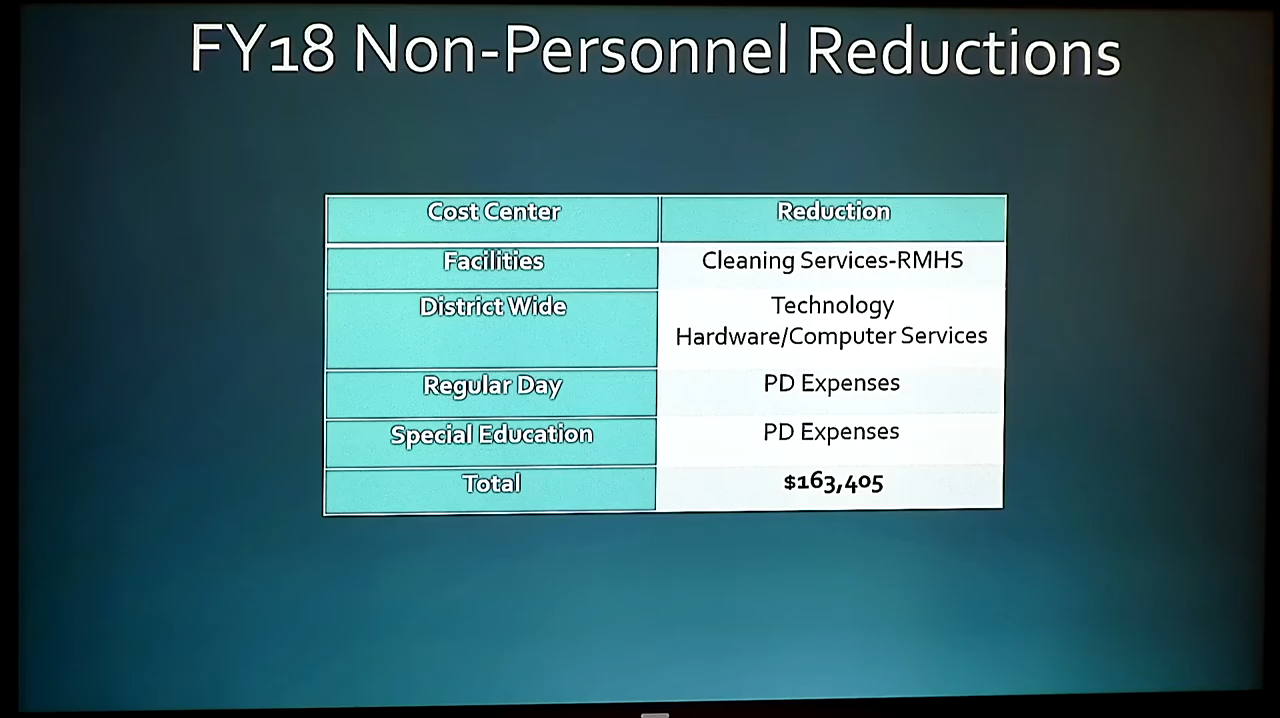 FY18 Non-Personnel Reductions
Cost Center Reduction
Facilities Cleaning Services-RMHS
District Wide Technology
Hardware/Computer Services
Regular Day PD Expenses
Special Education PD Expenses
Total $163,405